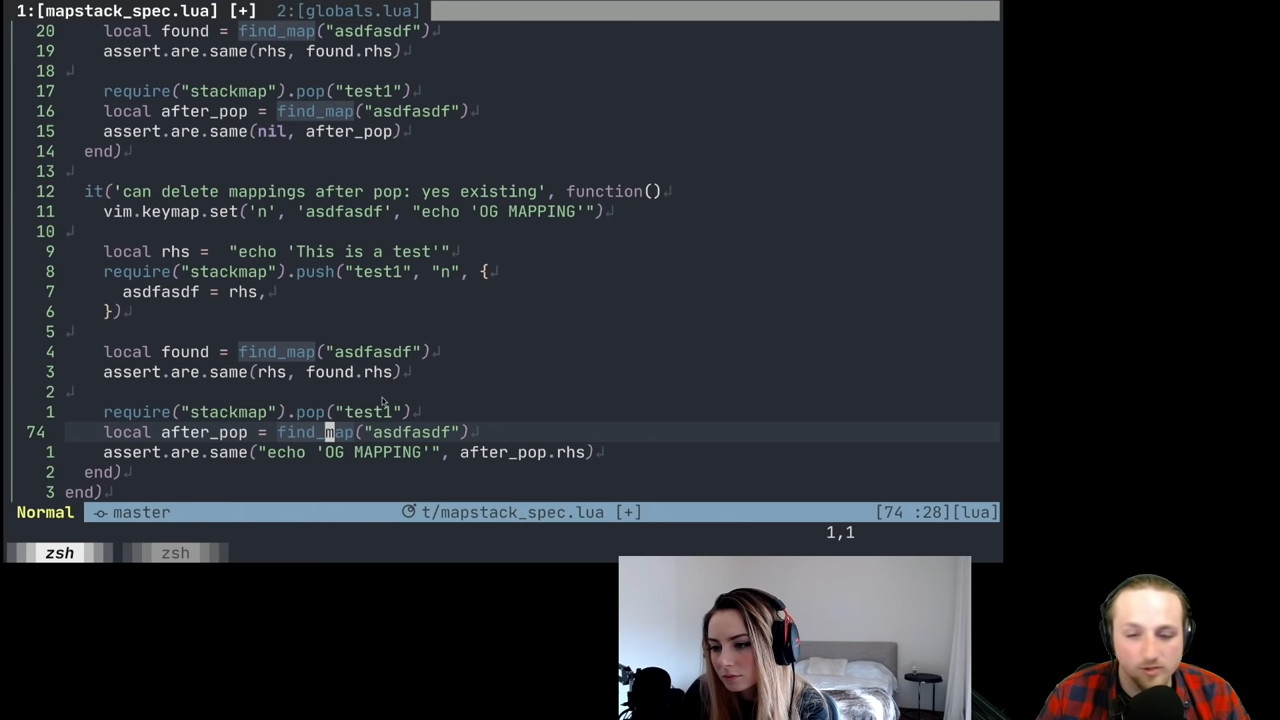 1:[mapstack_spec.lua] [+] 2:[globals.lua]
20 local found = find_map("asdfasdf")↲
19 assert.are.same(rhs, found.rhs)↲
18 ↲
17 require("stackmap").pop("test1")↲
16 local after_pop = find_map("asdfasdf")↲
15 assert.are.same(nil, after_pop)↲
14 end)↲
13 ↲
12 it('can delete mappings after pop: yes existing', function()↲
11 vim.keymap.set('n', 'asdfasdf', "echo 'OG MAPPING'")↲
10 ↲
9 local rhs =  "echo 'This is a test'"↲
8 require("stackmap").push("test1", "n", {↲
7 asdfasdf = rhs,↲
6 })↲
5 ↲
4 local found = find_map("asdfasdf")↲
3 assert.are.same(rhs, found.rhs)↲
2 ↲
1 require("stackmap").pop("test1")↲
74 local after_pop = find_map("asdfasdf")↲
1 assert.are.same("echo 'OG MAPPING'", after_pop.rhs)↲
2 end)↲
3 end)↲
Normal master t/mapstack_spec.lua [+] [74 :28][lua]
1,1
zsh zsh